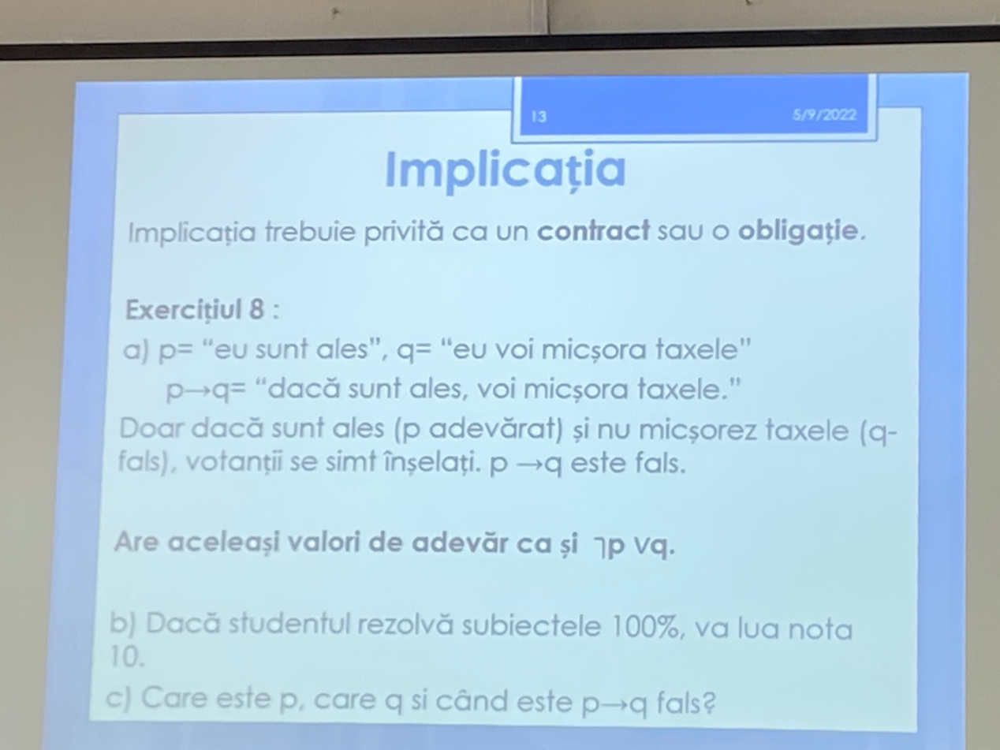 13 5/9/2022
Implicația
Implicația trebuie privită ca un contract sau o obligație.
Exercițiul 8 :
a) p= “eu sunt ales”, q= “eu voi micșora taxele”
p→q= “dacă sunt ales, voi micșora taxele.”
Doar dacă sunt ales (p adevărat) și nu micșorez taxele (q-
fals), votanții se simt înșelați. p →q este fals.
Are aceleași valori de adevăr ca și ┐p ∨q.
b) Dacă studentul rezolvă subiectele 100%, va lua nota
10.
c) Care este p, care q si când este p→q fals?